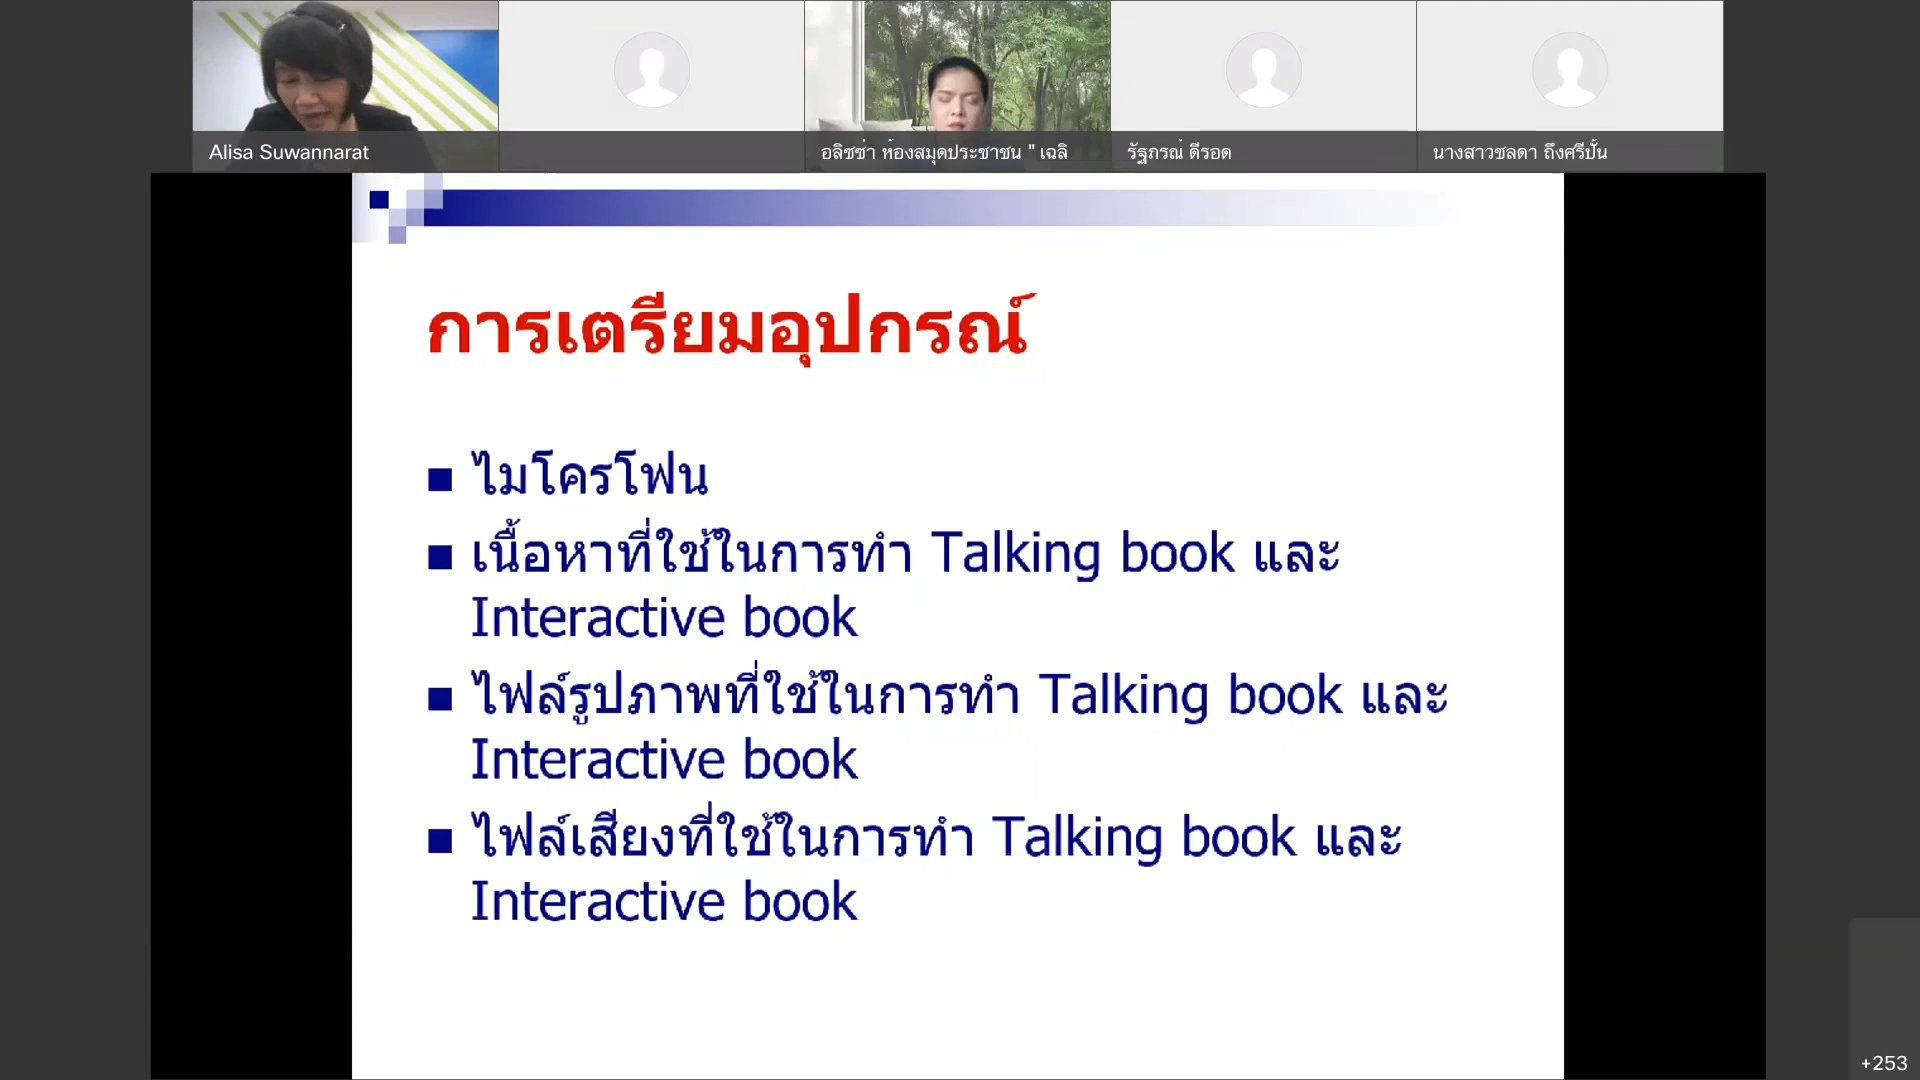 Alisa Suwannarat
อลิซซ่า ห้องสมุดประชาชน " เฉลิ
รัฐภรณ์ ดีรอด
นางสาวชลดา ถึงศรีปั้น
การเตรียมอุปกรณ์
ไมโครโฟน
เนื้อหาที่ใช้ในการทำ Talking book และ
Interactive book
ไฟล์รูปภาพที่ใช้ในการทำ Talking book และ
Interactive book
ไฟล์เสียงที่ใช้ในการทำ Talking book และ
Interactive book
+253